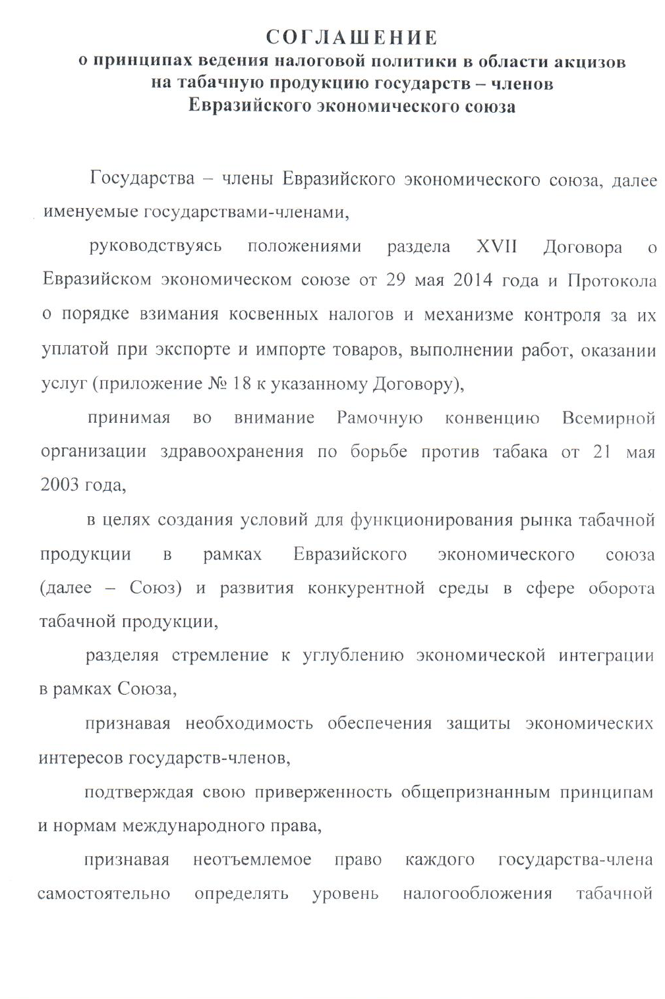 СОГЛАШЕНИЕ
о принципах ведения налоговой политики в области акцизов
на табачную продукцию государств – членов
Евразийского экономического союза
Государства – члены Евразийского экономического союза, далее
именуемые государствами-членами,
руководствуясь положениями раздела XVII Договора о
Евразийском экономическом союзе от 29 мая 2014 года и Протокола
о порядке взимания косвенных налогов и механизме контроля за их
уплатой при экспорте и импорте товаров, выполнении работ, оказании
услуг (приложение № 18 к указанному Договору),
принимая во внимание Рамочную конвенцию Всемирной
организации здравоохранения по борьбе против табака от 21 мая
2003 года,
в целях создания условий для функционирования рынка табачной
продукции в рамках Евразийского экономического союза
(далее – Союз) и развития конкурентной среды в сфере оборота
табачной продукции,
разделяя стремление к углублению экономической интеграции
в рамках Союза,
признавая необходимость обеспечения защиты экономических
интересов государств-членов,
подтверждая свою приверженность общепризнанным принципам
и нормам международного права,
признавая неотъемлемое право каждого государства-члена
самостоятельно определять уровень налогообложения табачной